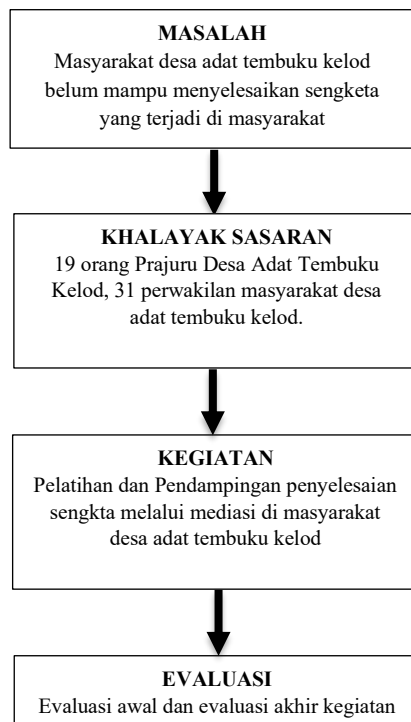 MASALAH
Masyarakat desa adat tembuku kelod
belum mampu menyelesaikan sengketa
yang terjadi di masyarakat
KHALAYAK SASARAN
19 orang Prajuru Desa Adat Tembuku
Kelod, 31 perwakilan masyarakat desa
adat tembuku kelod.
KEGIATAN
Pelatihan dan Pendampingan penyelesaian
sengkta melalui mediasi di masyarakat
desa adat tembuku kelod
EVALUASI
Evaluasi awal dan evaluasi akhir kegiatan